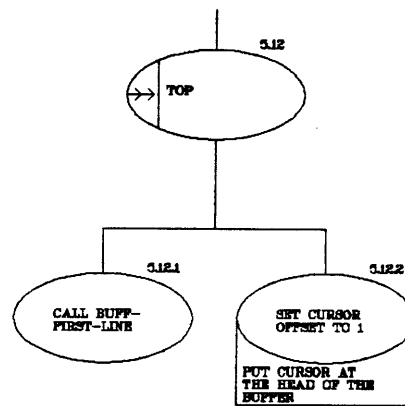 5.12
TOP
5.12.1
5.12.2
CALL BUFF-
FIRST-LINE
SET CURSOR
OFFSET TO 1
PUT CURSOR AT
THE HEAD OF THE
BUFFER